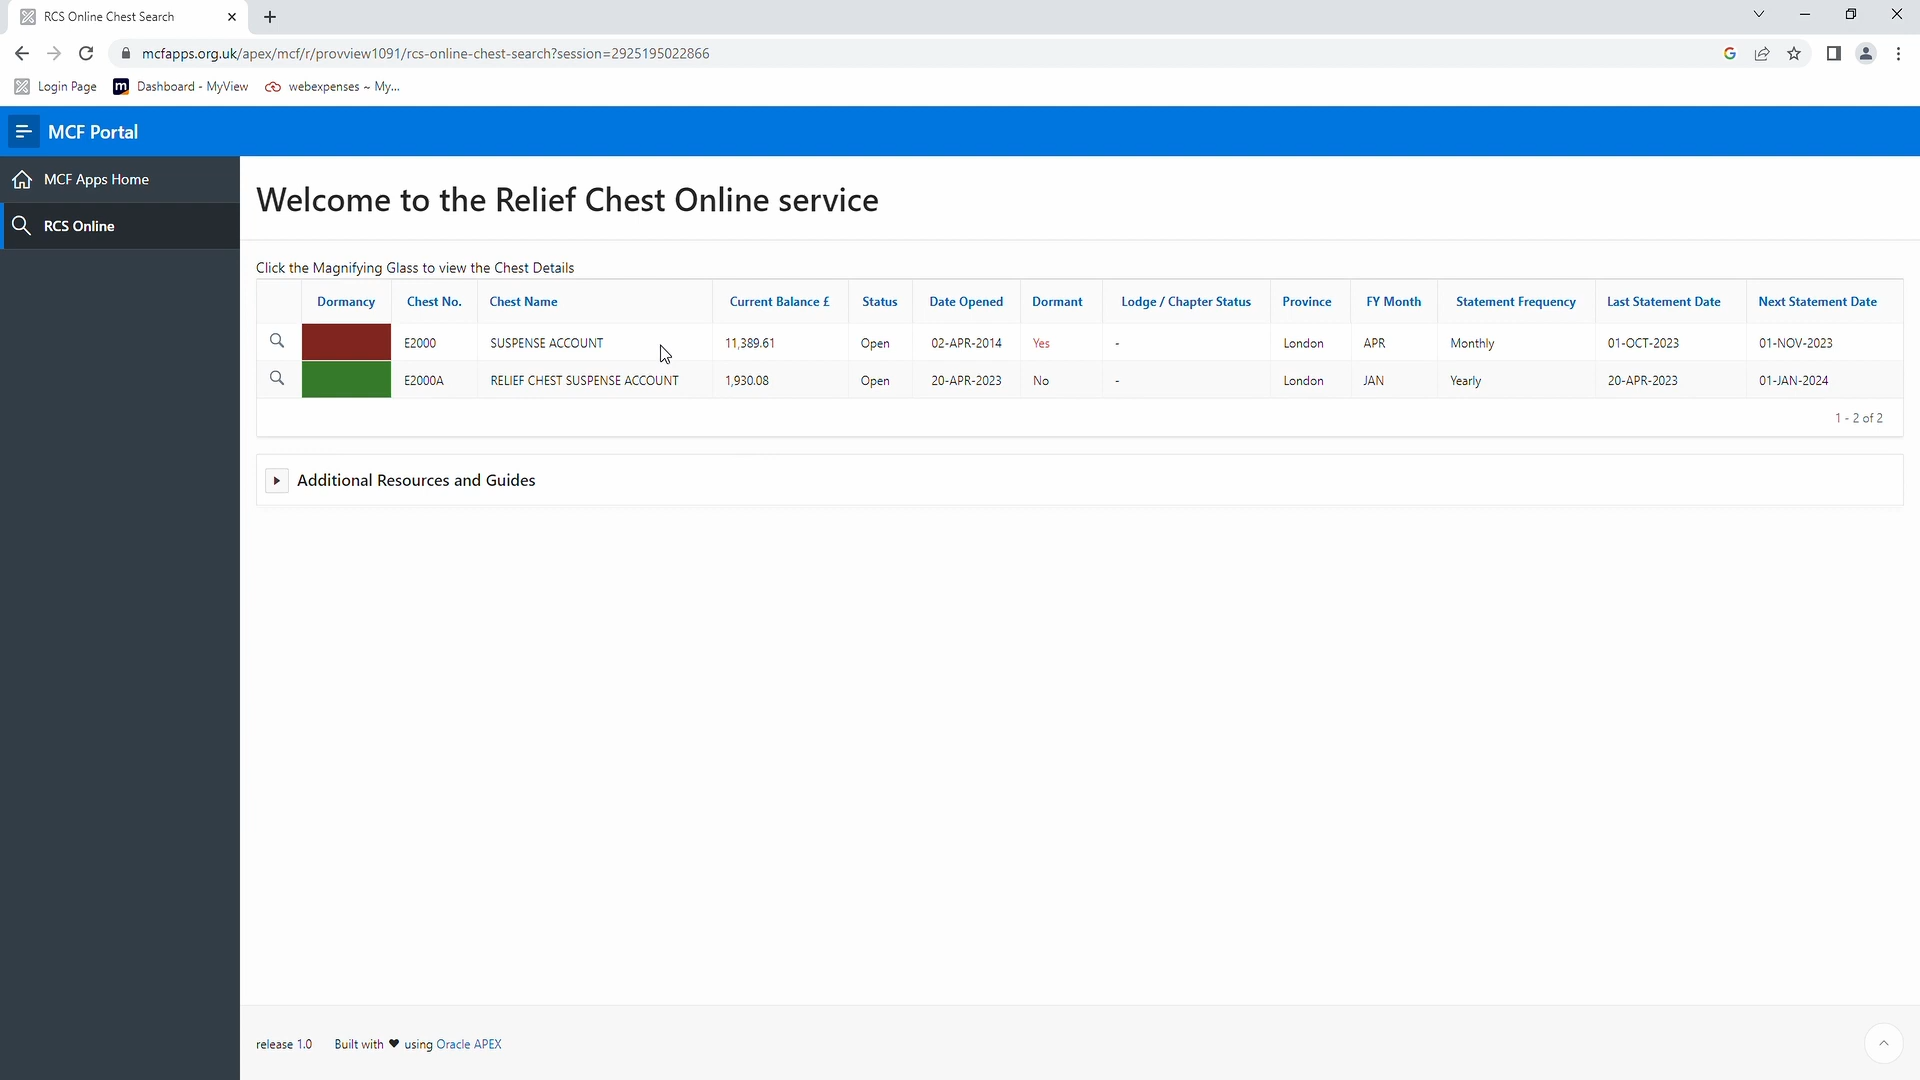 RCS Online Chest Search
mcfapps.org.uk/apex/mcf/r/provview1091/rcs-online-chest-search?session=2925195022866
Login Page m Dashboard - MyView webexpenses ~ My...
MCF Portal
MCF Apps Home
RCS Online
Welcome to the Relief Chest Online service
Click the Magnifying Glass to view the Chest Details
Dormancy Chest No. Chest Name Current Balance £ Status Date Opened Dormant Lodge / Chapter Status Province FY Month Statement Frequency Last Statement Date Next Statement Date
E2000 SUSPENSE ACCOUNT 11,389.61 Open 02-APR-2014 Yes - London APR Monthly 01-OCT-2023 01-NOV-2023
E2000A RELIEF CHEST SUSPENSE ACCOUNT 1,930.08 Open 20-APR-2023 No - London JAN Yearly 20-APR-2023 01-JAN-2024
1 - 2 of 2
Additional Resources and Guides
release 1.0 Built with ♥ using Oracle APEX